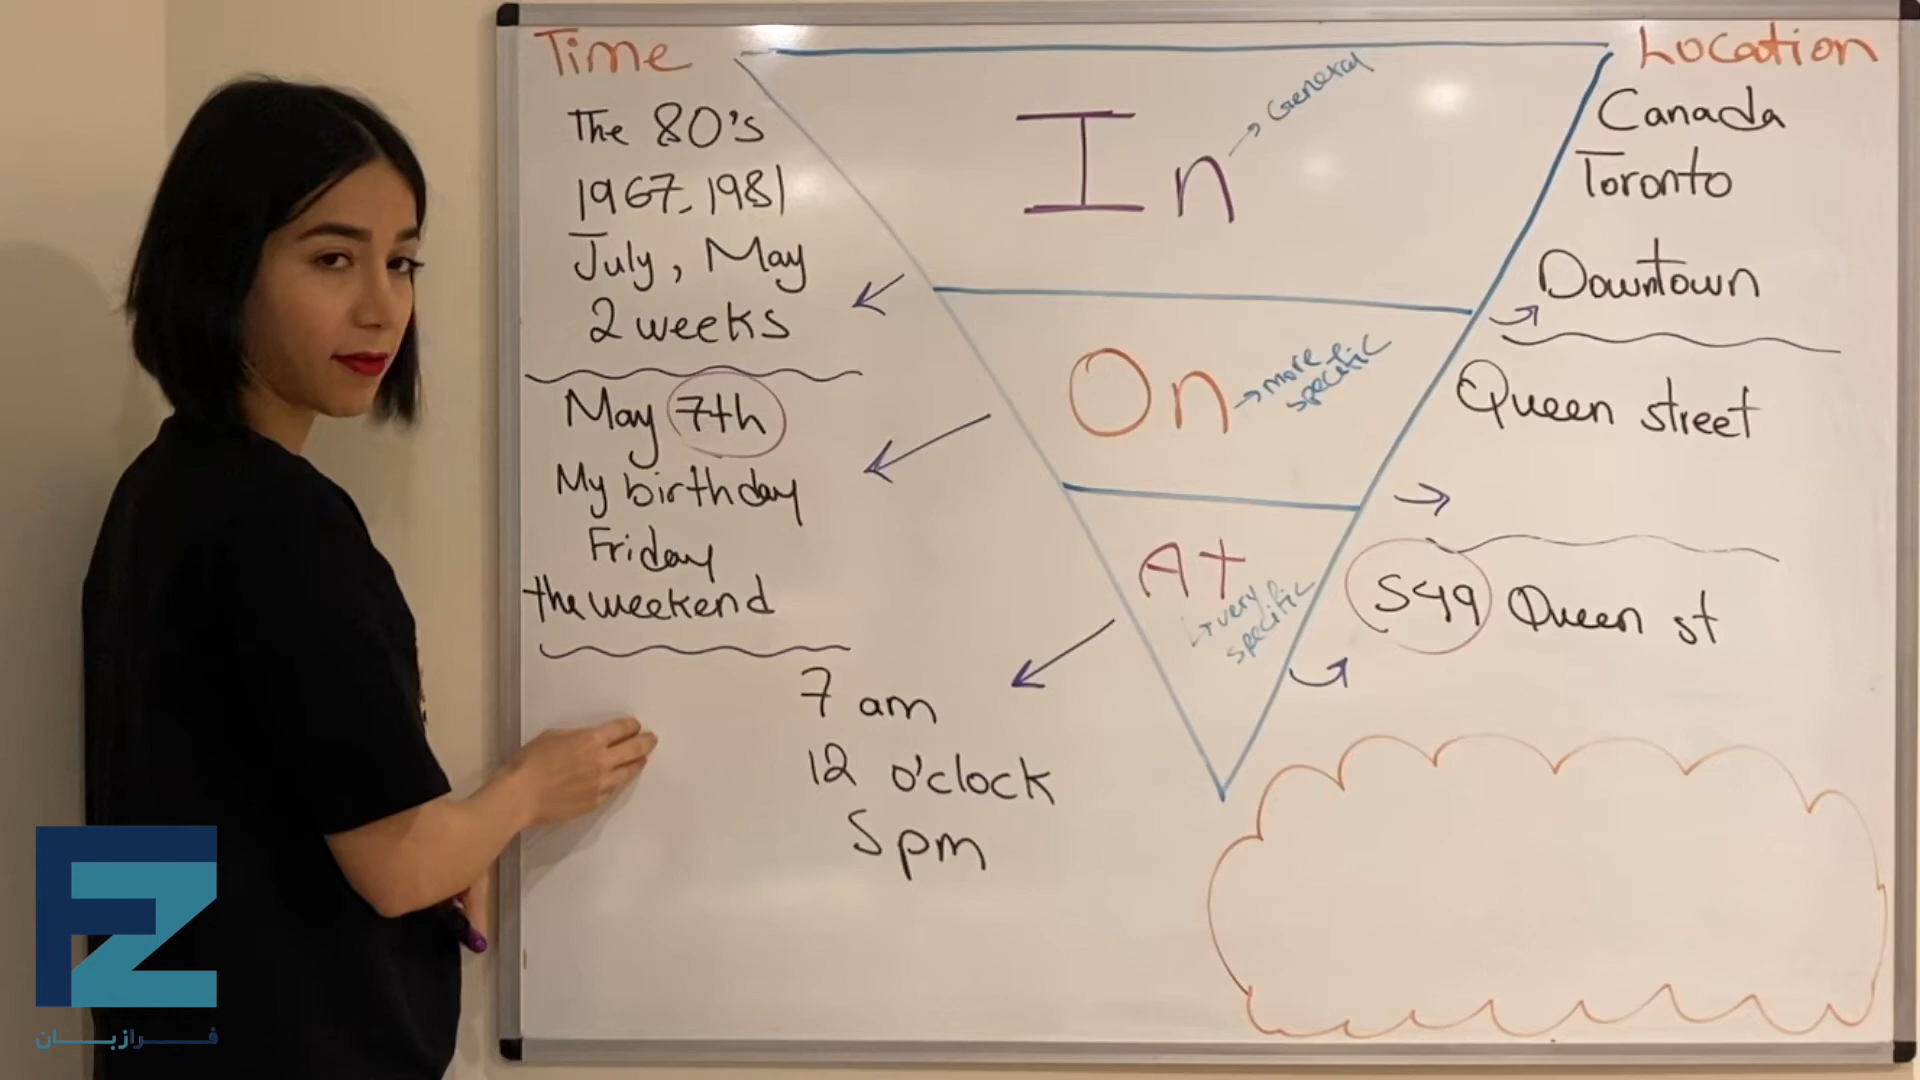 Time
The 80's
1967-1981
July, May
2 weeks
May 7th
My birthday
Friday
the weekend
7 am
12 o'clock
5 pm
In
→ General
On
→ more
specific
At
↳ very
specific
Location
Canada
Toronto
Downtown
Queen street
549 Queen st
FZ
فرازبان